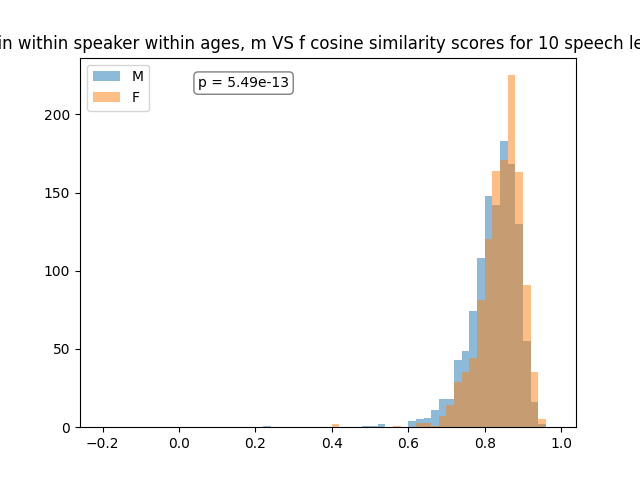 in within speaker within ages, m VS f cosine similarity scores for 10 speech le
M
F
p = 5.49e-13
200
150
100
50
0
−0.2 0.0 0.2 0.4 0.6 0.8 1.0